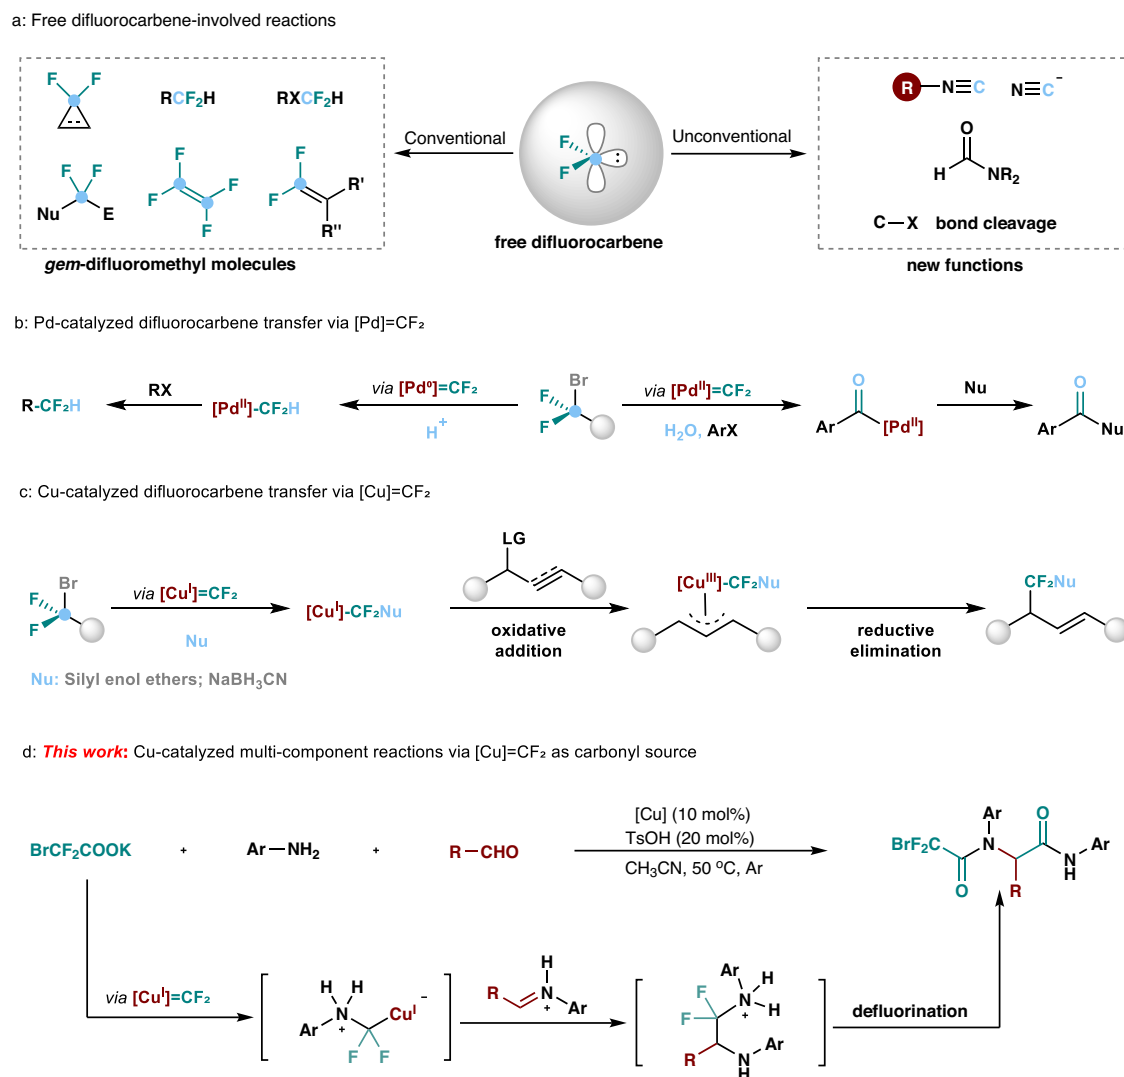 a: Free difluorocarbene-involved reactions
F F
RCF₂H
RXCF₂H
R—N≡C N≡C⁻
Conventional
Unconventional
F
F
:
O
H NR₂
F F
Nu E
F
F
F
F
F
F
R'
R''
C—X bond cleavage
gem-difluoromethyl molecules
free difluorocarbene
new functions
b: Pd-catalyzed difluorocarbene transfer via [Pd]=CF₂
R-CF₂H
RX
[Pdᴵᴵ]-CF₂H
via [Pd⁰]=CF₂
H⁺
Br
F
F
via [Pdᴵᴵ]=CF₂
H₂O, ArX
O
Ar [Pdᴵᴵ]
Nu
O
Ar Nu
c: Cu-catalyzed difluorocarbene transfer via [Cu]=CF₂
Br
F
F
via [Cuᴵ]=CF₂
Nu
[Cuᴵ]-CF₂Nu
LG
oxidative
addition
[Cuᴵᴵᴵ]-CF₂Nu
reductive
elimination
CF₂Nu
Nu: Silyl enol ethers; NaBH₃CN
d: This work: Cu-catalyzed multi-component reactions via [Cu]=CF₂ as carbonyl source
BrCF₂COOK + Ar—NH₂ + R—CHO
[Cu] (10 mol%)
TsOH (20 mol%)
CH₃CN, 50 ºC, Ar
Ar O
BrF₂C N N Ar
O R H
via [Cuᴵ]=CF₂
H H
N Cuᴵ −
Ar +
F F
H
R N
+ Ar
Ar H
F N H
F +
Ar
R N
H
defluorination